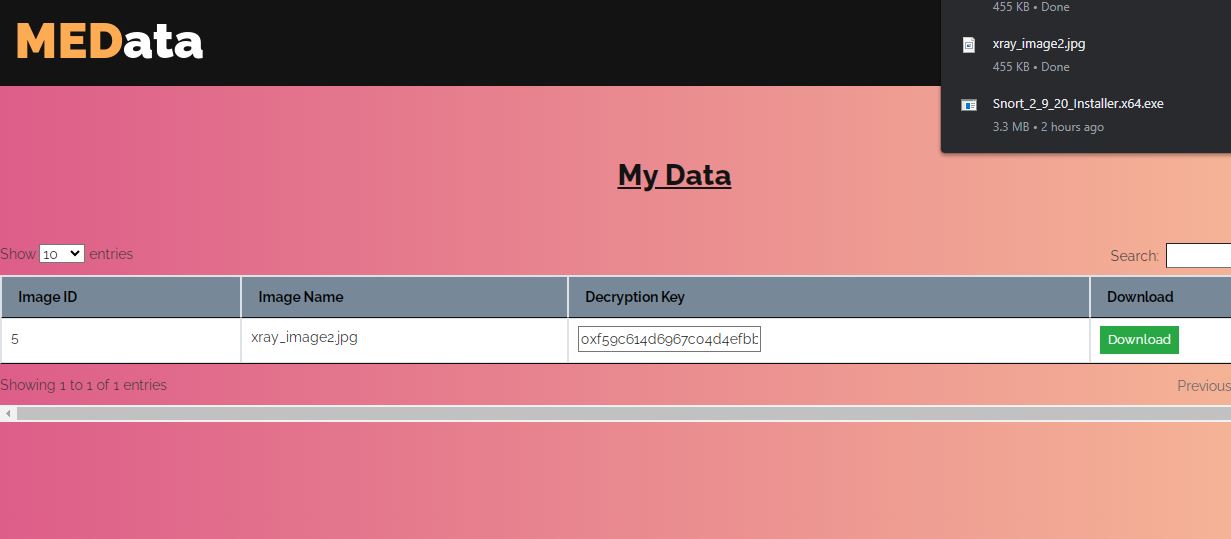 MEData
455 KB • Done
xray_image2.jpg
455 KB • Done
Snort_2_9_20_Installer.x64.exe
3.3 MB • 2 hours ago
My Data
Show 10 entries
Search:
Image ID Image Name Decryption Key Download
5 xray_image2.jpg 0xf59c614d6967c04d4efbb Download
Showing 1 to 1 of 1 entries
Previous